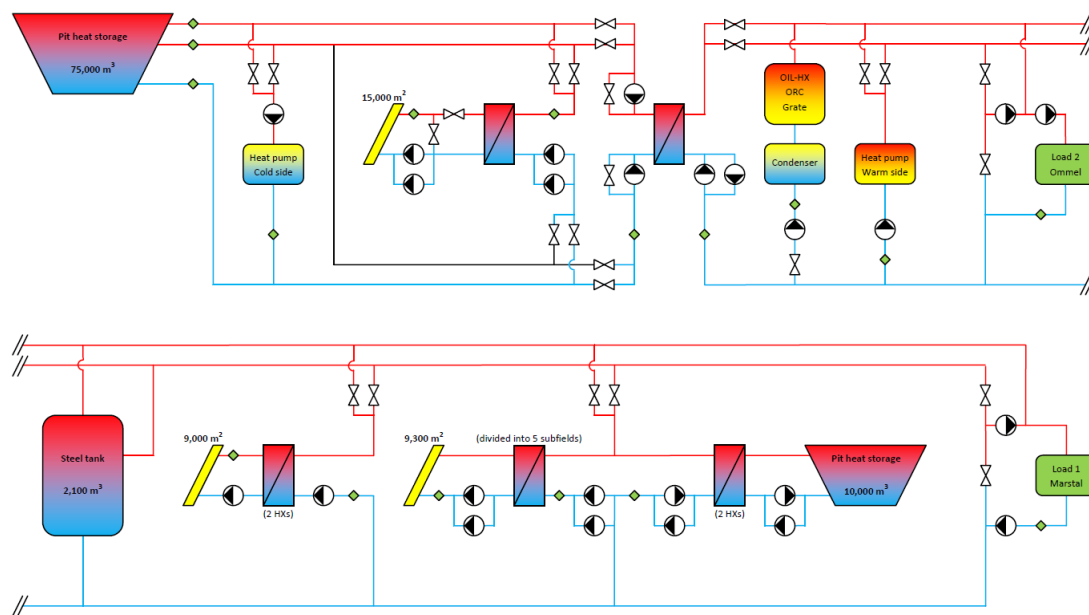 Pit heat storage
75,000 m³
15,000 m²
Heat pump
Cold side
OIL-HX
ORC
Grate
Condenser
Heat pump
Warm side
Load 2
Ommel
Steel tank
2,100 m³
9,000 m²
(2 HXs)
9,300 m²
(divided into 5 subfields)
(2 HXs)
Pit heat storage
10,000 m³
Load 1
Marstal